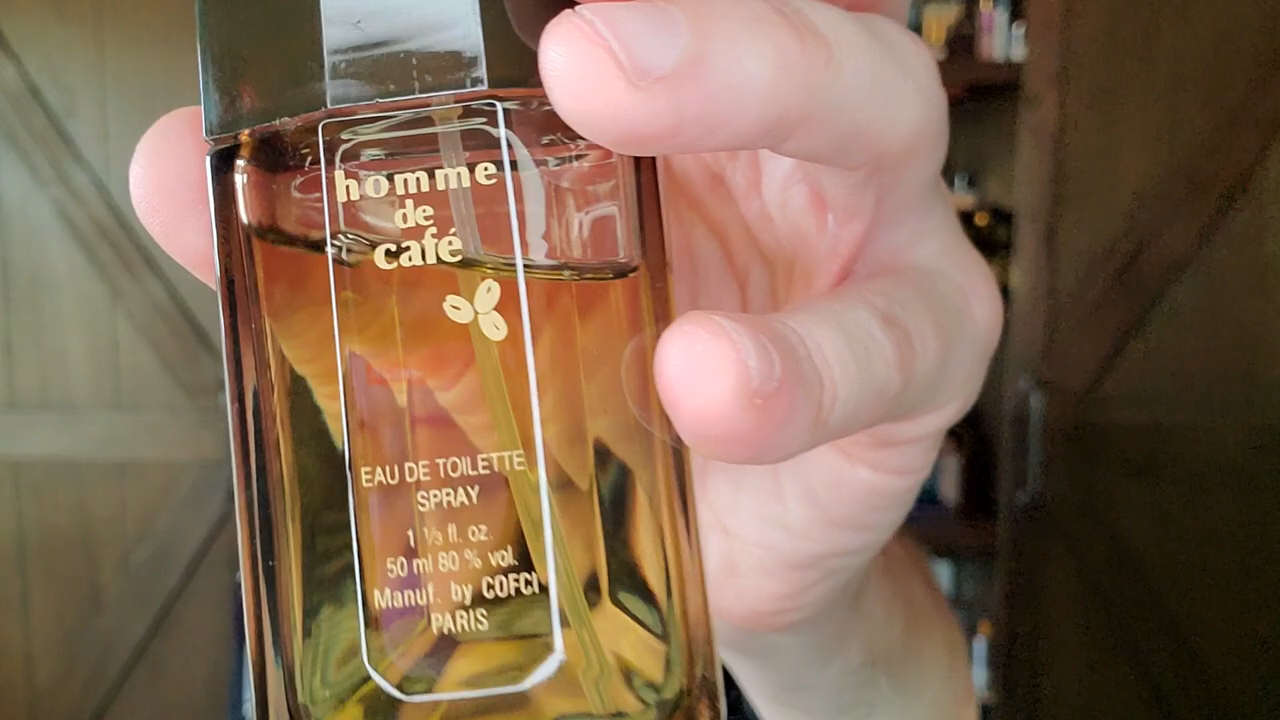 homme
de
café
EAU DE TOILETTE
SPRAY
1 ⅓ fl. oz.
50 ml 80 % vol.
Manuf. by COFCI
PARIS